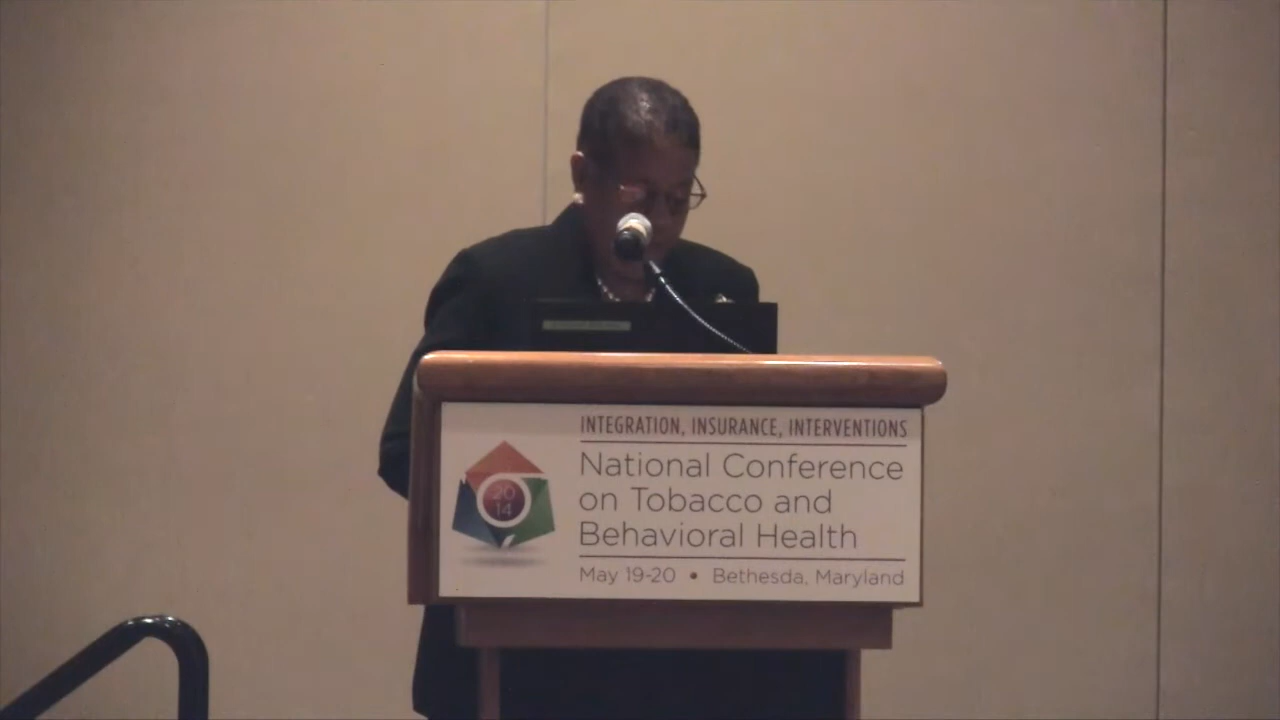 INTEGRATION, INSURANCE, INTERVENTIONS
National Conference
on Tobacco and
Behavioral Health
May 19-20 • Bethesda, Maryland
20
14